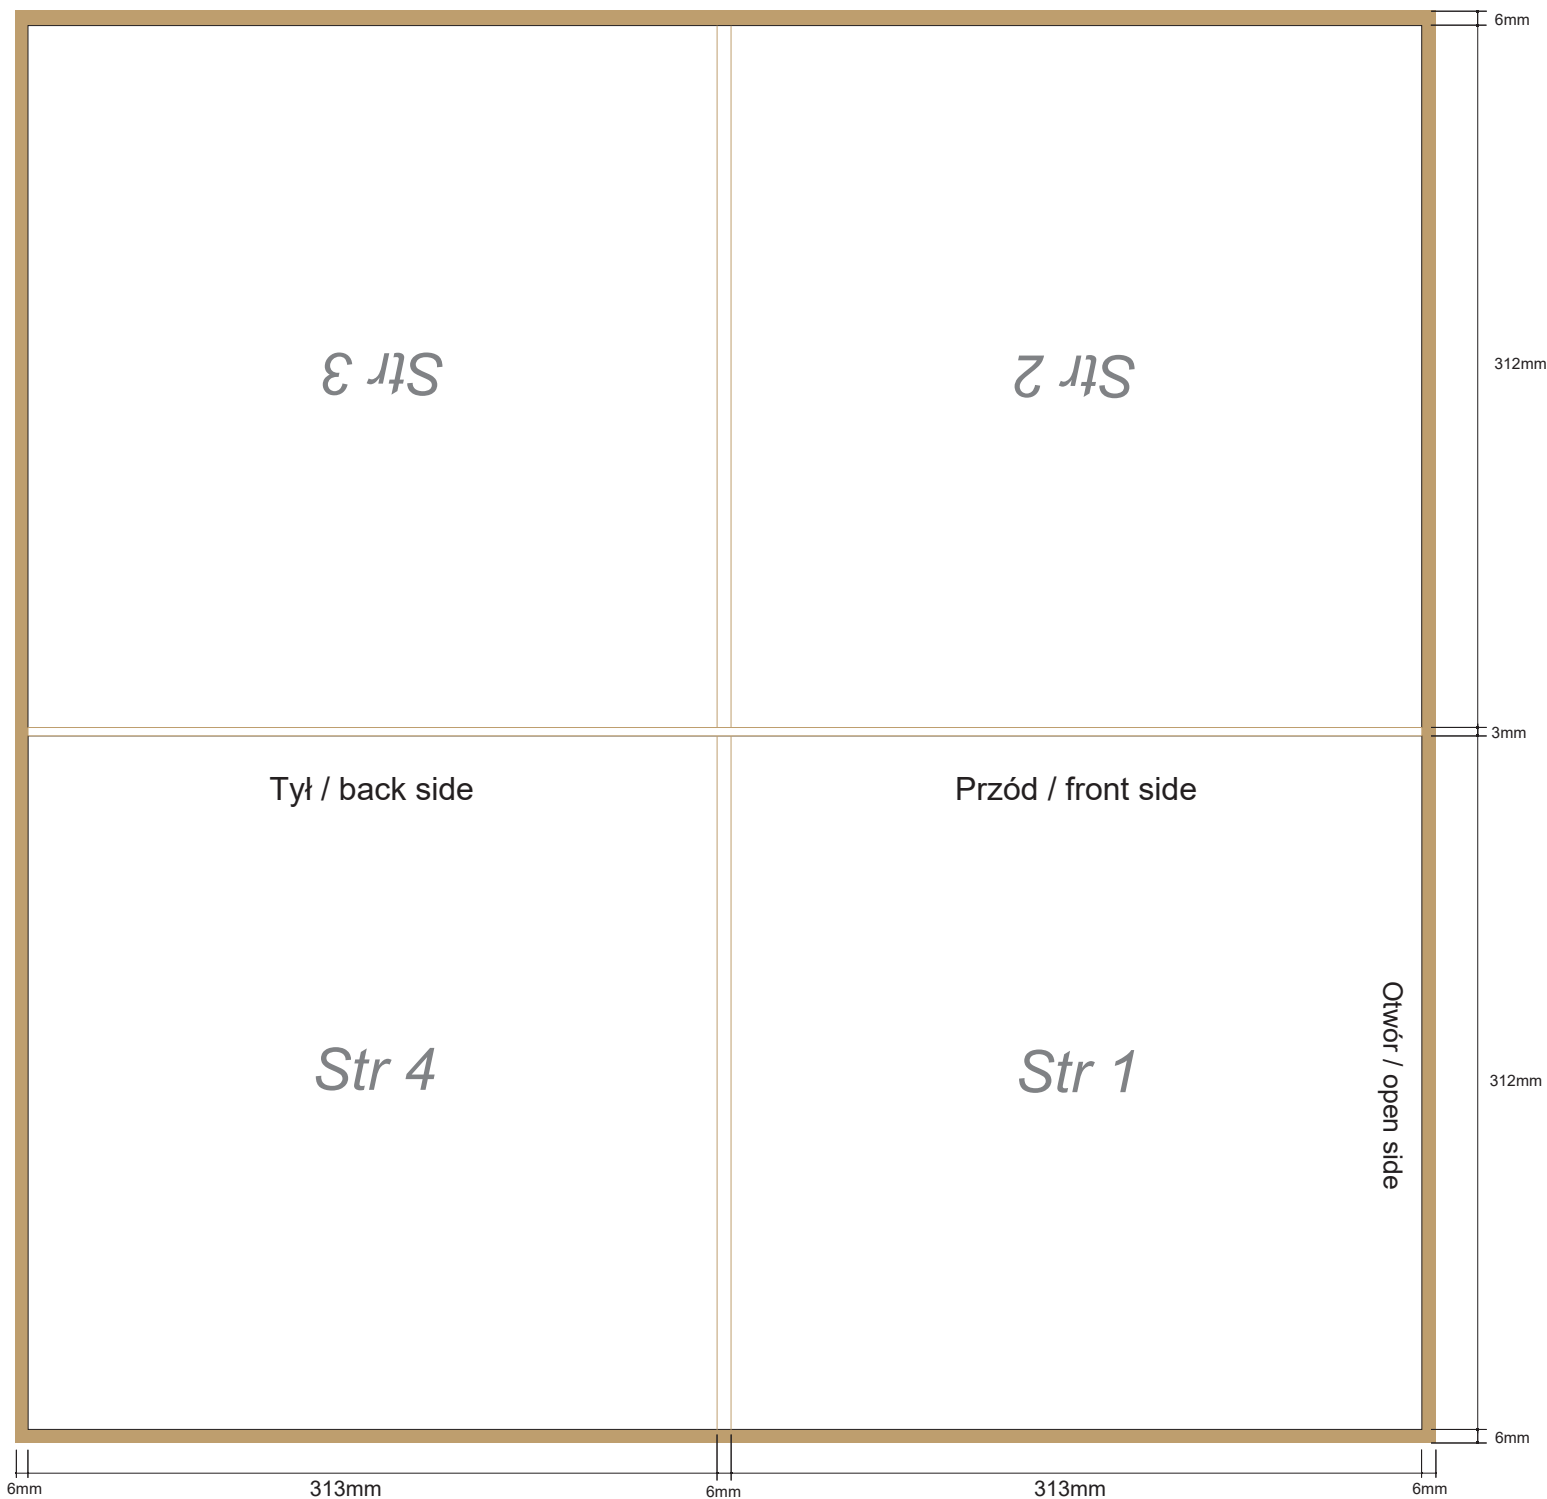 6mm
312mm
Str 3
Str 2
3mm
Tył / back side
Przód / front side
Str 4
Str 1
Otwór / open side
312mm
6mm
6mm
313mm
6mm
313mm
6mm